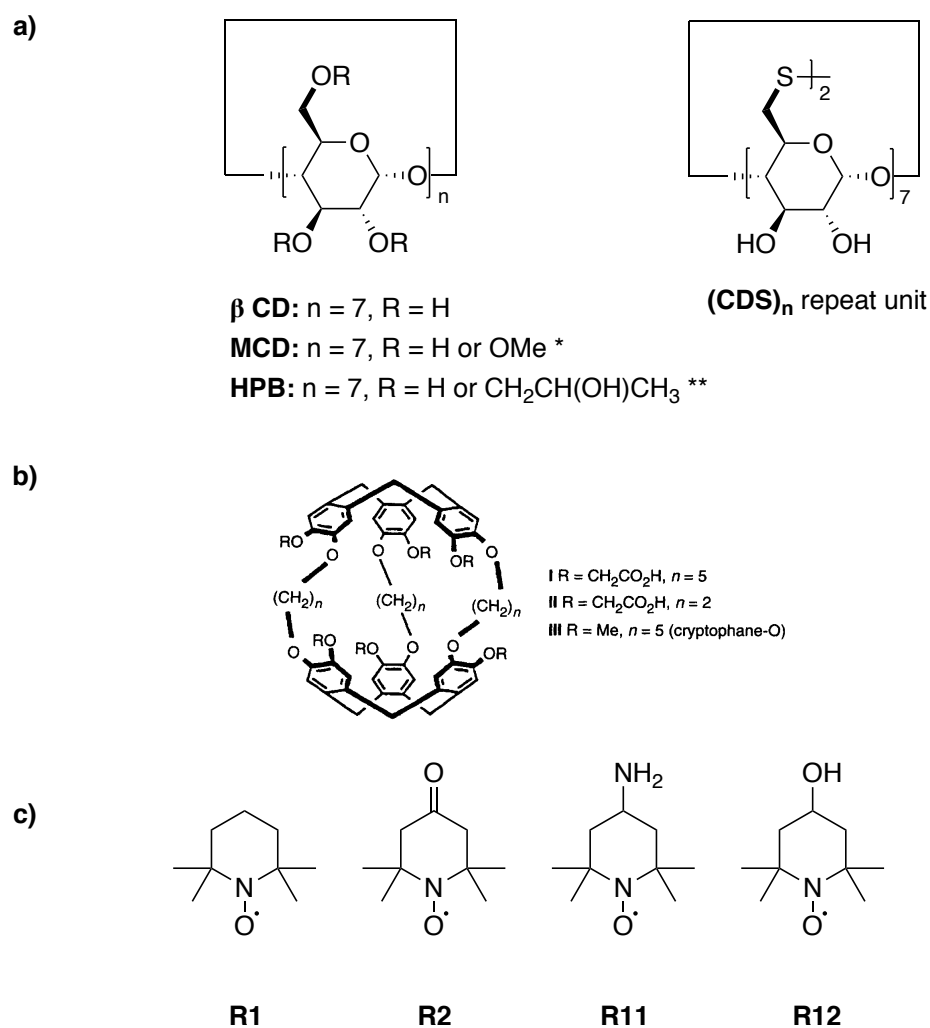 a)
OR
O
O
n
RO
OR
S
2
O
O
7
HO
OH
β CD: n = 7, R = H
MCD: n = 7, R = H or OMe *
HPB: n = 7, R = H or CH2CH(OH)CH3 **
(CDS)n repeat unit
b)
RO
O
O
OR
RO
O
(CH2)n
(CH2)n
(CH2)n
O
RO
RO
O
O
OR
I R = CH2CO2H, n = 5
II R = CH2CO2H, n = 2
III R = Me, n = 5 (cryptophane-O)
c)
N
O·
O
N
O·
NH2
N
O·
OH
N
O·
R1
R2
R11
R12